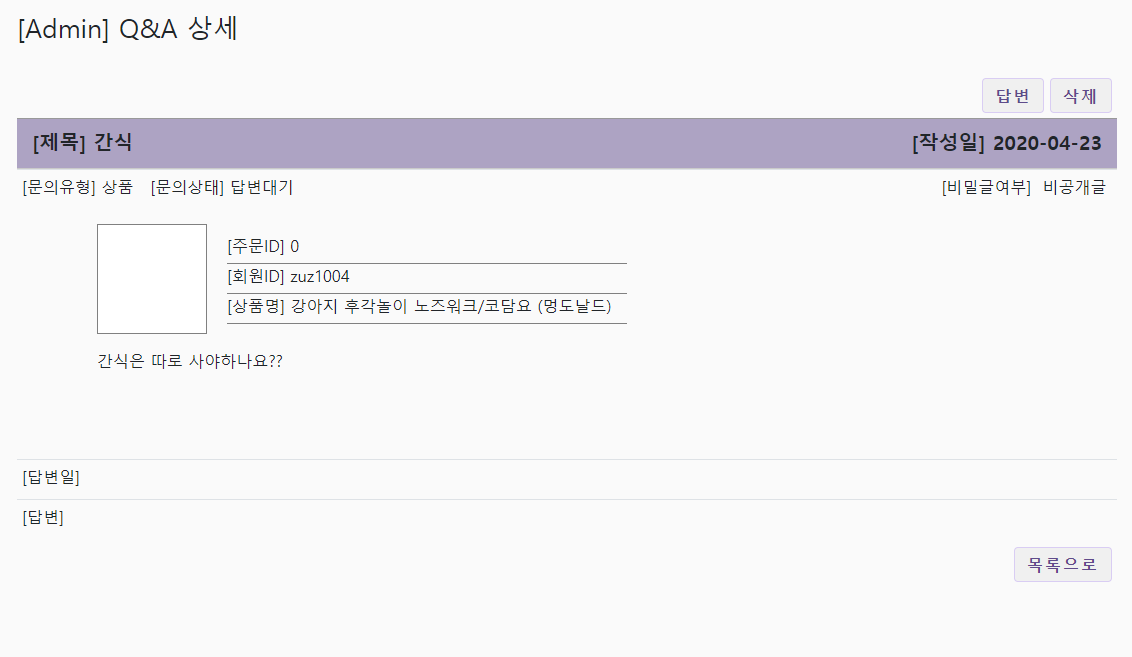 [Admin] Q&A 상세
답변 삭제
[제목] 간식 [작성일] 2020-04-23
[문의유형] 상품 [문의상태] 답변대기 [비밀글여부] 비공개글
[주문ID] 0
[회원ID] zuz1004
[상품명] 강아지 후각놀이 노즈워크/코담요 (멍도날드)
간식은 따로 사야하나요??
[답변일]
[답변]
목록으로